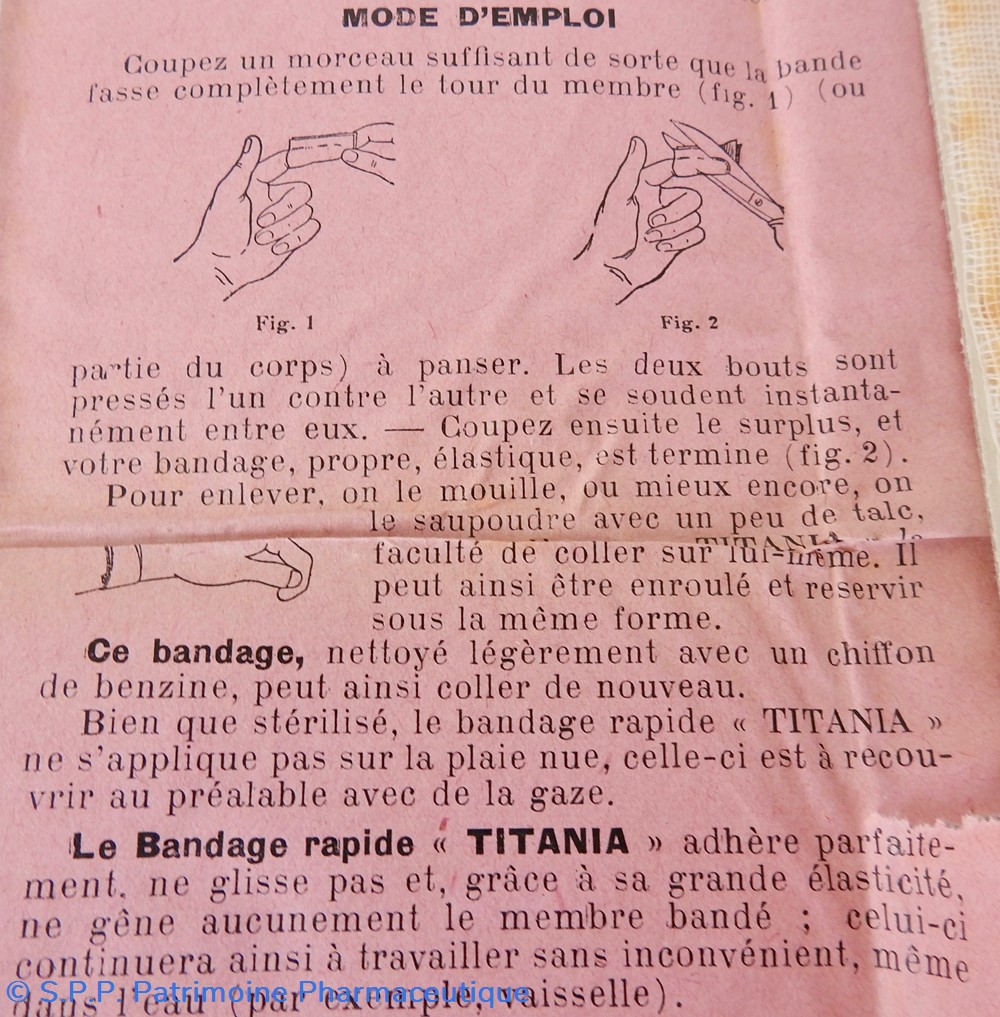 MODE D'EMPLOI
Coupez un morceau suffisant de sorte que la bande
fasse complètement le tour du membre (fig. 1) (ou
Fig. 1
Fig. 2
partie du corps) à panser. Les deux bouts sont
pressés l'un contre l'autre et se soudent instanta-
nément entre eux. — Coupez ensuite le surplus, et
votre bandage, propre, élastique, est termine (fig. 2).
Pour enlever, on le mouille, ou mieux encore, on
le saupoudre avec un peu de talc,
TITANIA
faculté de coller sur lui-même. Il
peut ainsi être enroulé et reservir
sous la même forme.
Ce bandage, nettoyé légèrement avec un chiffon
de benzine, peut ainsi coller de nouveau.
Bien que stérilisé, le bandage rapide « TITANIA »
ne s'applique pas sur la plaie nue, celle-ci est à recou-
vrir au préalable avec de la gaze.
Le Bandage rapide « TITANIA » adhère parfaite-
ment, ne glisse pas et, grâce à sa grande élasticité,
ne gêne aucunement le membre bandé ; celui-ci
continuera ainsi à travailler sans inconvénient, même
dans l'eau (par exemple, vaisselle).
© S.P.P. Patrimoine Pharmaceutique